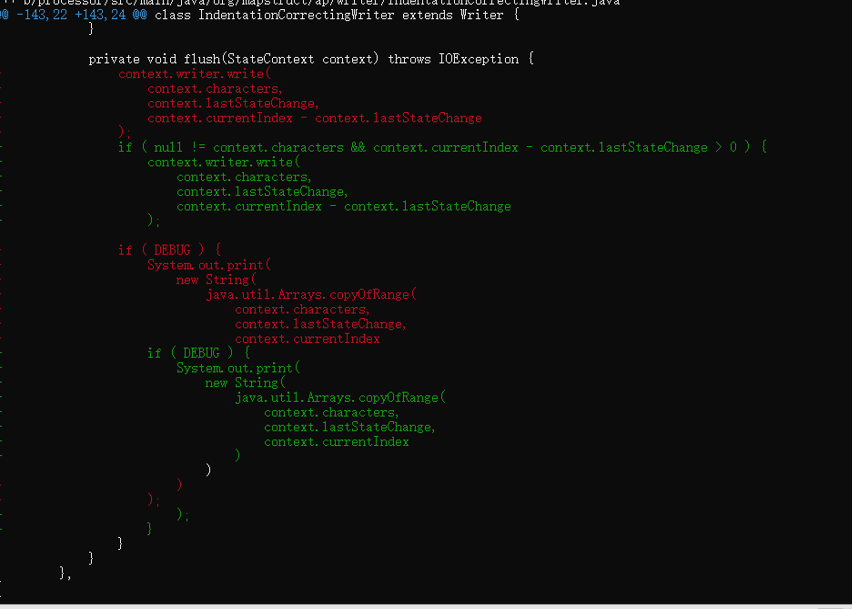 b/processor/src/main/java/org/mapstruct/ap/writer/IndentationCorrectingWriter.java
@@ -143,22 +143,24 @@ class IndentationCorrectingWriter extends Writer {
}
private void flush(StateContext context) throws IOException {
- context.writer.write(
- context.characters,
- context.lastStateChange,
- context.currentIndex - context.lastStateChange
- );
+ if ( null != context.characters && context.currentIndex - context.lastStateChange > 0 ) {
+ context.writer.write(
+ context.characters,
+ context.lastStateChange,
+ context.currentIndex - context.lastStateChange
+ );
- if ( DEBUG ) {
- System.out.print(
- new String(
- java.util.Arrays.copyOfRange(
- context.characters,
- context.lastStateChange,
- context.currentIndex
+ if ( DEBUG ) {
+ System.out.print(
+ new String(
+ java.util.Arrays.copyOfRange(
+ context.characters,
+ context.lastStateChange,
+ context.currentIndex
+ )
)
- )
- );
+ );
+ }
}
}
},